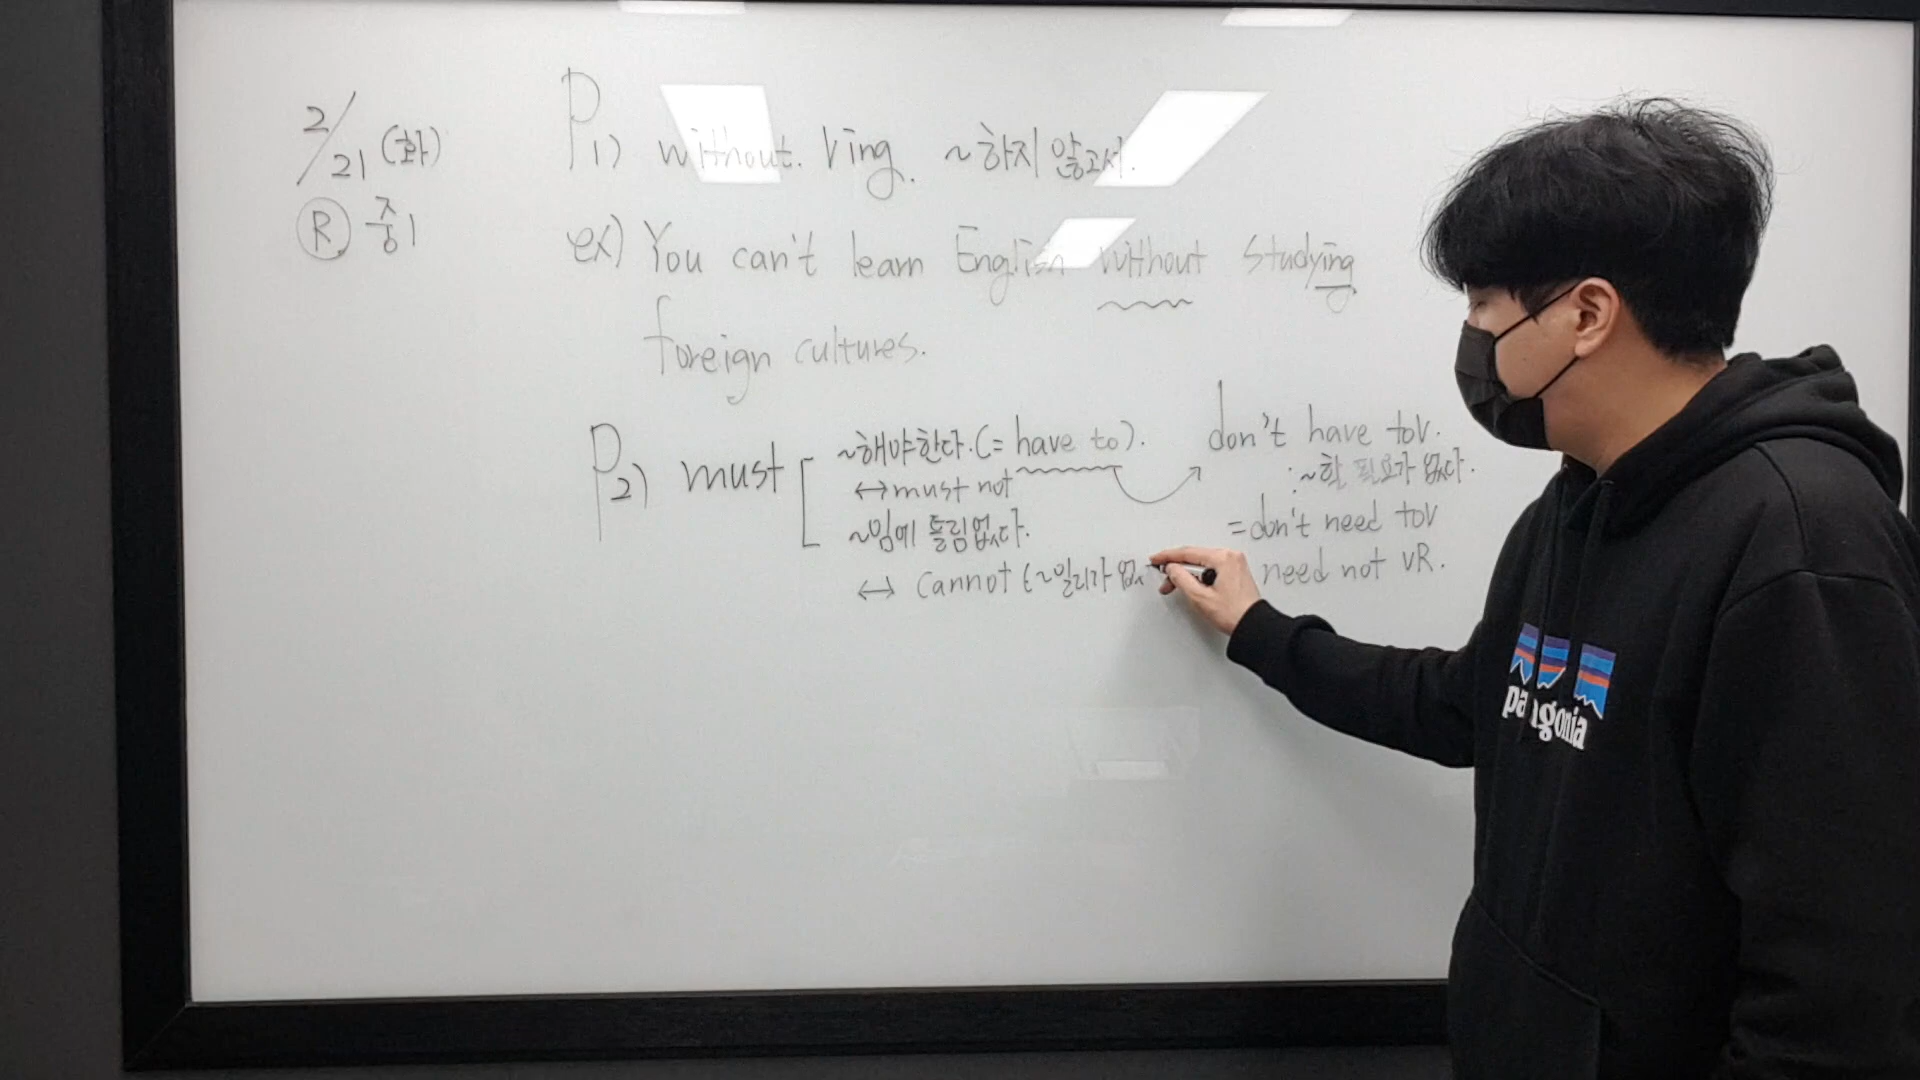 2/21 (화)
Ⓡ 중1
P1) without. Ving. ~하지 않고서.
ex) You can't learn English without studying
foreign cultures.
P2) must [ ~해야한다. (= have to).
↔ must not
~임에 틀림없다.
↔ cannot (~일리가 없
don't have to V.
: ~할 필요가 없다.
= don't need to V
need not VR.
patagonia